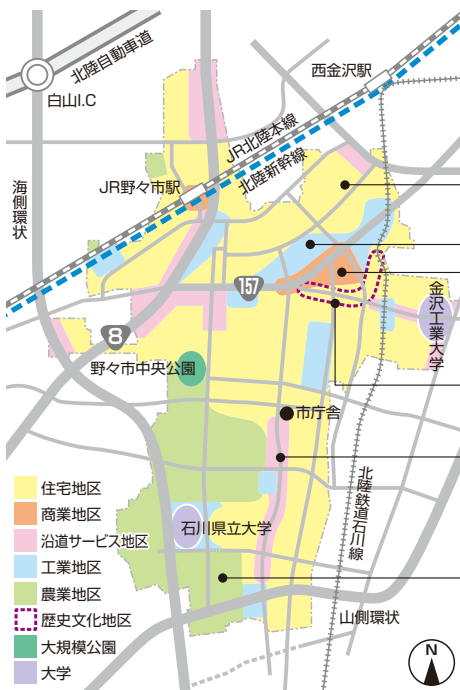 北陸自動車道
白山I.C
西金沢駅
JR北陸本線
北陸新幹線
JR野々市駅
海側環状
157
8
金沢工業大学
野々市中央公園
市庁舎
北陸鉄道石川線
石川県立大学
山側環状
住宅地区
商業地区
沿道サービス地区
工業地区
農業地区
歴史文化地区
大規模公園
大学
N